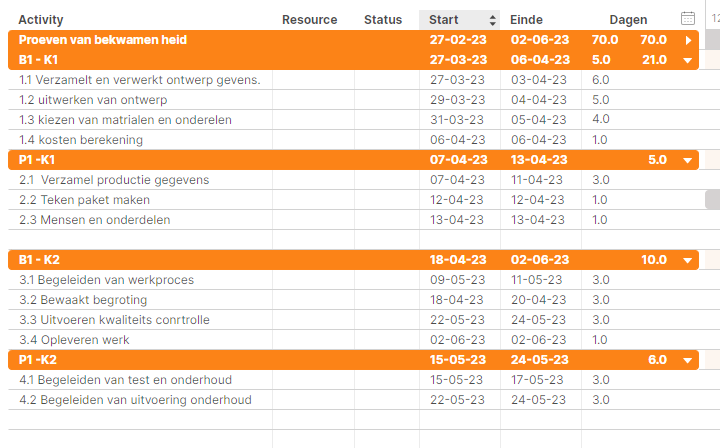 Activity Resource Status Start Einde Dagen 12
Proeven van bekwamen heid 27-02-23 02-06-23 70.0 70.0
B1 - K1 27-03-23 06-04-23 5.0 21.0
1.1 Verzamelt en verwerkt ontwerp gevens. 27-03-23 03-04-23 6.0
1.2 uitwerken van ontwerp 29-03-23 04-04-23 5.0
1.3 kiezen van matrialen en onderelen 31-03-23 05-04-23 4.0
1.4 kosten berekening 06-04-23 06-04-23 1.0
P1 -K1 07-04-23 13-04-23 5.0
2.1 Verzamel productie gegevens 07-04-23 11-04-23 3.0
2.2 Teken paket maken 12-04-23 12-04-23 1.0
2.3 Mensen en onderdelen 13-04-23 13-04-23 1.0
B1 - K2 18-04-23 02-06-23 10.0
3.1 Begeleiden van werkproces 09-05-23 11-05-23 3.0
3.2 Bewaakt begroting 18-04-23 20-04-23 3.0
3.3 Uitvoeren kwaliteits conrtrolle 22-05-23 24-05-23 3.0
3.4 Opleveren werk 02-06-23 02-06-23 1.0
P1 -K2 15-05-23 24-05-23 6.0
4.1 Begeleiden van test en onderhoud 15-05-23 17-05-23 3.0
4.2 Begeleiden van uitvoering onderhoud 22-05-23 24-05-23 3.0